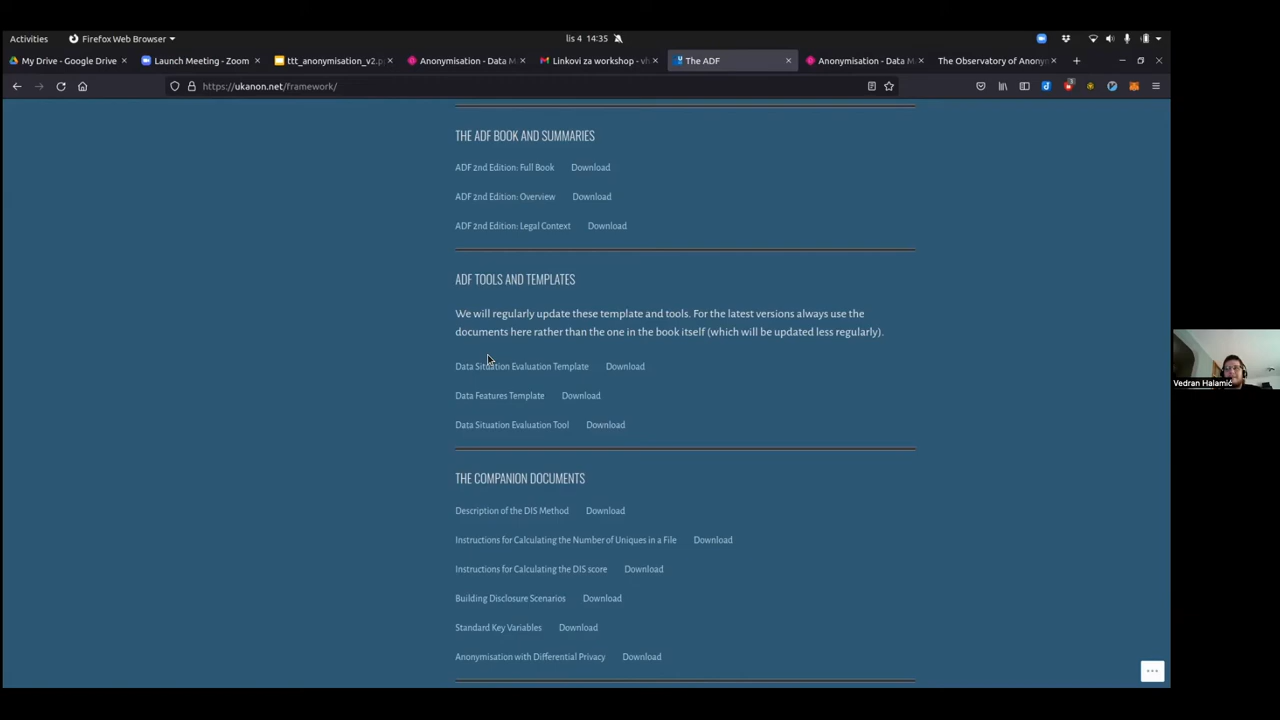 Activities
Firefox Web Browser
lis 4 14:35
My Drive - Google Drive
Launch Meeting - Zoom
ttt_anonymisation_v2.p
Anonymisation - Data M
Linkovi za workshop - vh
The ADF
Anonymisation - Data M
The Observatory of Anonym
https://ukanon.net/framework/
THE ADF BOOK AND SUMMARIES
ADF 2nd Edition: Full Book Download
ADF 2nd Edition: Overview Download
ADF 2nd Edition: Legal Context Download
ADF TOOLS AND TEMPLATES
We will regularly update these template and tools. For the latest versions always use the
documents here rather than the one in the book itself (which will be updated less regularly).
Data Situation Evaluation Template Download
Data Features Template Download
Data Situation Evaluation Tool Download
THE COMPANION DOCUMENTS
Description of the DIS Method Download
Instructions for Calculating the Number of Uniques in a File Download
Instructions for Calculating the DIS score Download
Building Disclosure Scenarios Download
Standard Key Variables Download
Anonymisation with Differential Privacy Download
Vedran Halamić